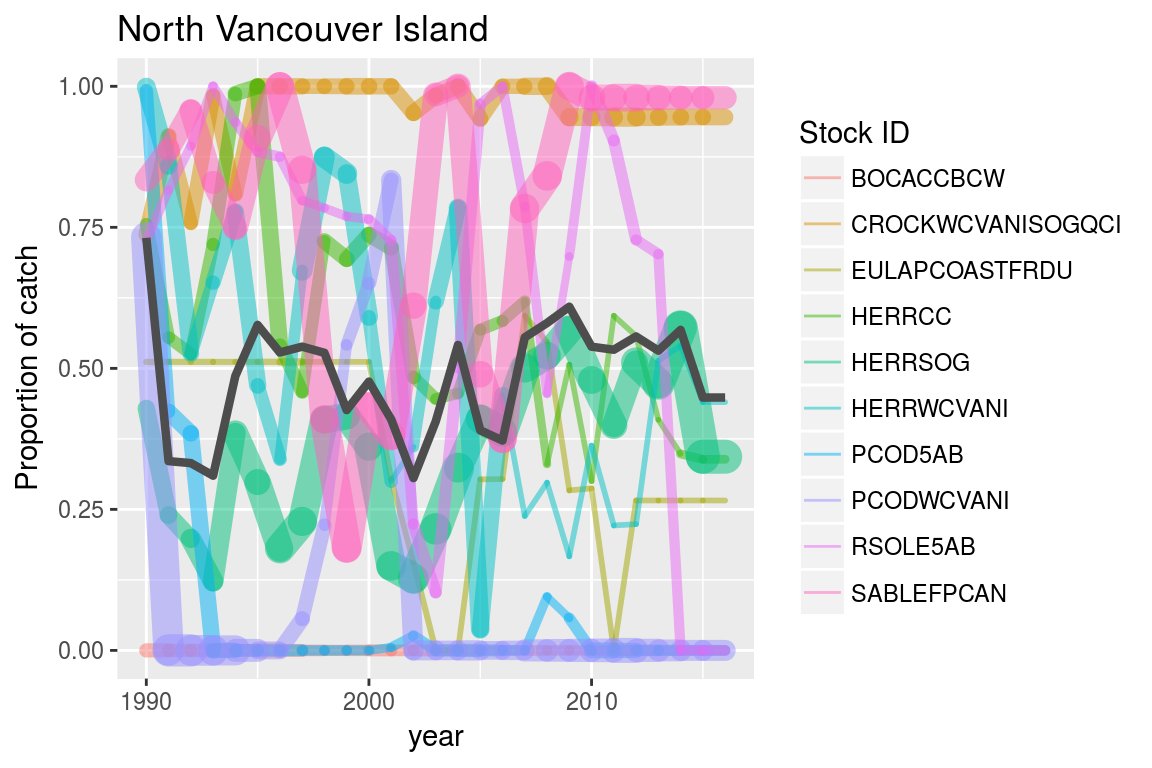 North Vancouver Island
Proportion of catch
1.00
0.75
0.50
0.25
0.00
1990
2000
2010
year
Stock ID
BOCACCBCW
CROCKWCVANISOGQCI
EULAPCOASTFRDU
HERRCC
HERRSOG
HERRWCVANI
PCOD5AB
PCODWCVANI
RSOLE5AB
SABLEFPCAN